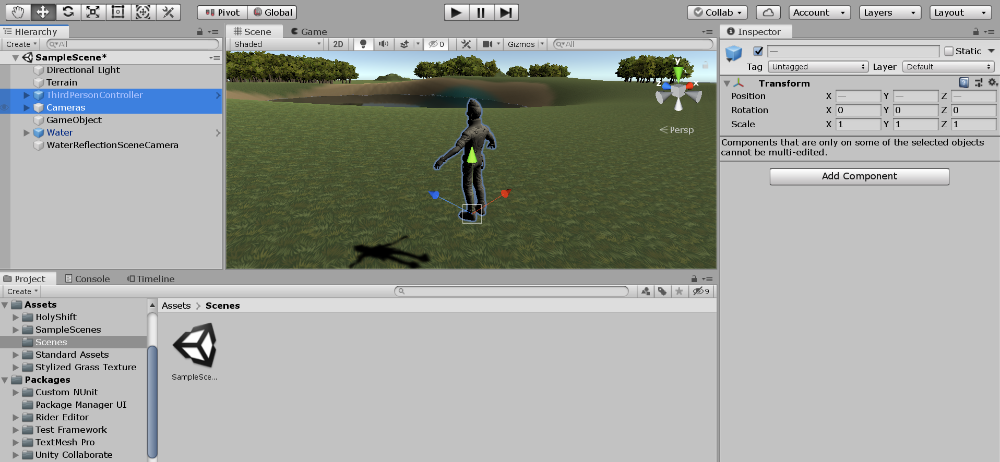 Pivot Global Collab Account Layers Layout
Hierarchy
Create All
SampleScene*
Directional Light
Terrain
ThirdPersonController
Cameras
GameObject
Water
WaterReflectionSceneCamera
Scene Game
Shaded 2D 0 Gizmos All
y
z x
Persp
Inspector
— Static
Tag Untagged Layer Default
Transform
Position X — Y — Z —
Rotation X 0 Y 0 Z 0
Scale X 1 Y 1 Z 1
Components that are only on some of the selected objects
cannot be multi-edited.
Add Component
Project Console Timeline
Create 9
Assets
HolyShift
SampleScenes
Scenes
Standard Assets
Stylized Grass Texture
Packages
Custom NUnit
Package Manager UI
Rider Editor
Test Framework
TextMesh Pro
Unity Collaborate
Assets > Scenes
SampleSce...